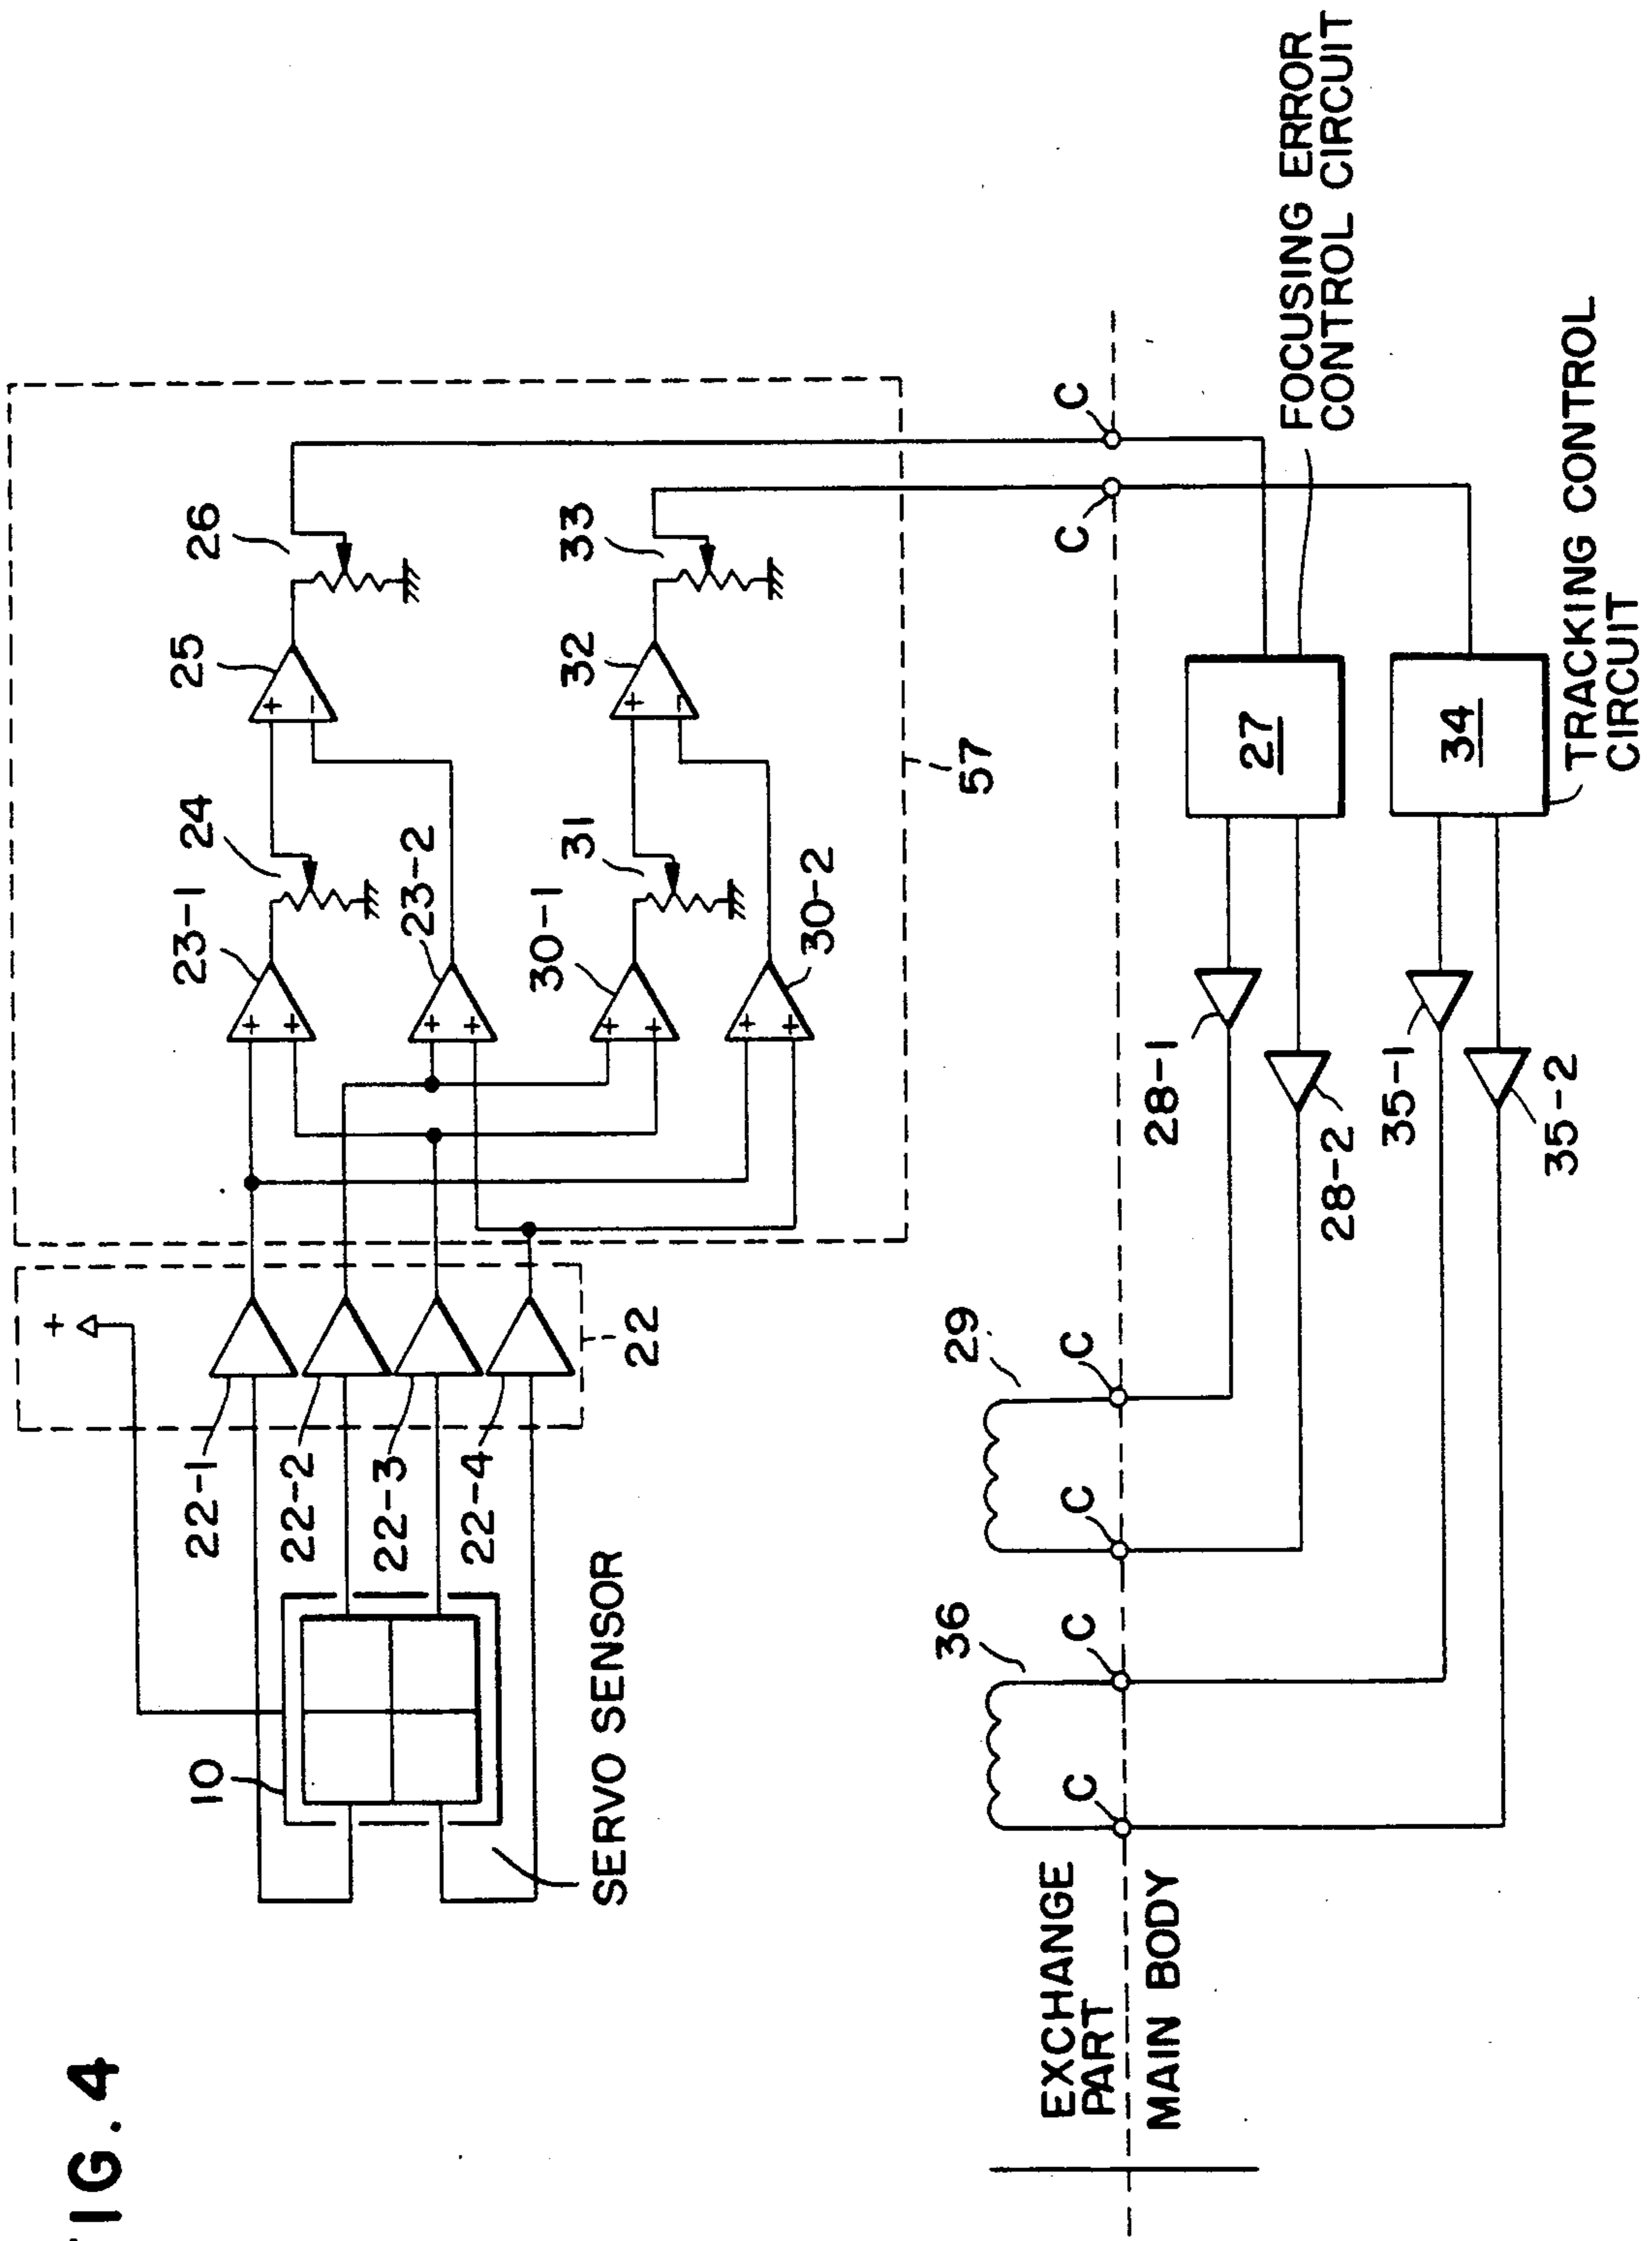 IG. 4
10
SERVO SENSOR
22-1
22-2
22-3
22-4
+
22
23-1
+
+
24
23-2
+
+
25
+
−
26
30-1
+
+
31
30-2
+
+
32
+
−
33
57
EXCHANGE
PART
MAIN BODY
36
29
C
C
C
C
C
C
28-1
28-2
35-1
35-2
27
34
FOCUSING ERROR
CONTROL CIRCUIT
TRACKING CONTROL
CIRCUIT